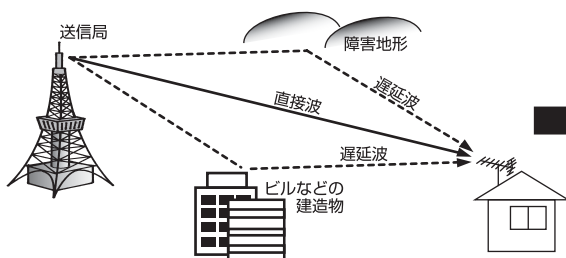 送信局
障害地形
遅延波
直接波
遅延波
ビルなどの
建造物